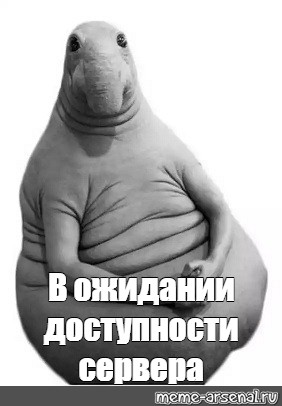 В ожидании
доступности
сервера
meme-arsenal.ru